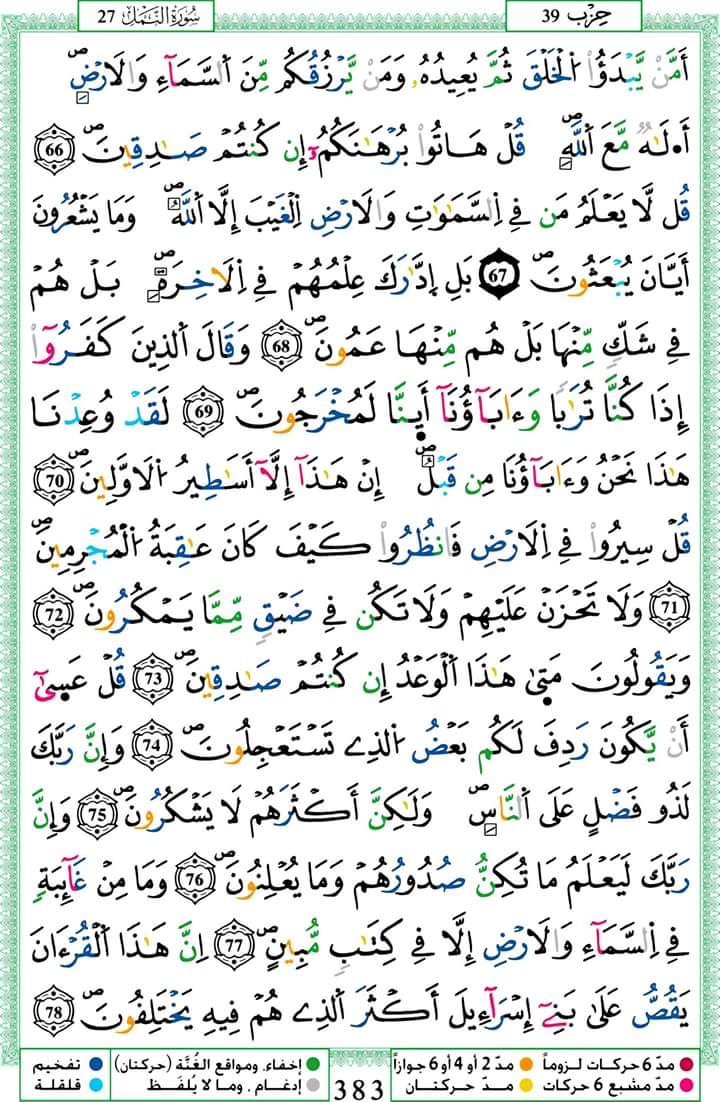 حِزْب 39
سُورَةُ النَّمْل 27
أَمَّنْ يَّبْدَؤُاْ اُ۬لْخَلْقَ ثُمَّ يُعِيدُهُۥ وَمَنْ يَّرْزُقُكُم مِّنَ اَ۬لسَّمَآءِ وَالَارْضِۖ
أَ۟لَٰهٞ مَّعَ اَ۬للَّهِۖ قُلْ هَاتُواْ بُرْهَٰنَكُمُۥٓ إِن كُنتُمْ صَٰدِقِينَۖ 66
قُل لَّا يَعْلَمُ مَن فِے اِ۬لسَّمَٰوَٰتِ وَالَارْضِ اِ۬لْغَيْبَ إِلَّا اَ۬للَّهُۖ وَمَا يَشْعُرُونَ
أَيَّانَ يُبْعَثُونَۖ 67 بَلِ اِ۪دَّٰرَكَ عِلْمُهُمْ فِے اِ۬لَاخِرَةِۖ بَلْ هُمْ
فِے شَكّٖ مِّنْهَا بَلْ هُم مِّنْهَا عَمُونَۖ 68 وَقَالَ اَ۬لذِينَ كَفَرُوٓاْ
إِذَا كُنَّا تُرَٰباٗ وَءَابَآؤُنَآ أَى۪نَّا لَمُخْرَجُونَۖ 69 لَقَدْ وُعِدْنَا
هَٰذَا نَحْنُ وَءَابَآؤُنَا مِن قَبْلُۖ إِنْ هَٰذَآ إِلَّآ أَسَٰطِيرُ اُ۬لَاوَّلِينَۖ 70
قُلْ سِيرُواْ فِے اِ۬لَارْضِ فَانظُرُواْ كَيْفَ كَانَ عَٰقِبَةُ اُ۬لْمُجْرِمِينَۖ
71 وَلَا تَحْزَنْ عَلَيْهِمْ وَلَا تَكُن فِے ضَيْقٖ مِّمَّا يَمْكُرُونَۖ 72
وَيَقُولُونَ مَتَىٰ هَٰذَا اَ۬لْوَعْدُ إِن كُنتُمْ صَٰدِقِينَۖ 73 قُلْ عَس۪ىٰٓ
أَنْ يَّكُونَ رَدِفَ لَكُم بَعْضُ اُ۬لذِے تَسْتَعْجِلُونَۖ 74 وَإِنَّ رَبَّكَ
لَذُو فَضْلٍ عَلَى اَ۬لنَّاسِۖ وَلَٰكِنَّ أَكْثَرَهُمْ لَا يَشْكُرُونَۖ 75 وَإِنَّ
رَبَّكَ لَيَعْلَمُ مَا تُكِنُّ صُدُورُهُمْ وَمَا يُعْلِنُونَۖ 76 وَمَا مِنْ غَآئِبَةٖ
فِے اِ۬لسَّمَآءِ وَالَارْضِ إِلَّا فِے كِتَٰبٖ مُّبِينٍۖ 77 اِنَّ هَٰذَا اَ۬لْقُرْءَانَ
يَقُصُّ عَلَىٰ بَنِےٓ إِسْرَآءِيلَ أَكْثَرَ اَ۬لذِے هُمْ فِيهِ يَخْتَلِفُونَۖ 78
مدّ 6 حركات لزوماً مدّ 2 أو 4 أو 6 جوازاً إخفاء، ومواقع الغُنَّة (حركتان) تفخيم
مدّ مشبع 6 حركات مدّ حركتان إدغام، وما لا يُلفَظ قلقلة
383